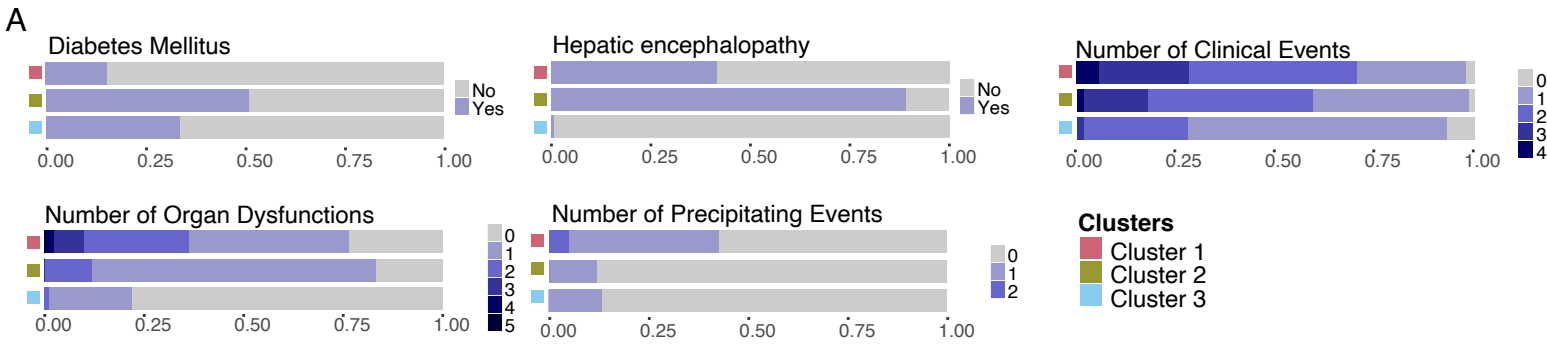 A
Diabetes Mellitus
No
Yes
0.00 0.25 0.50 0.75 1.00
Hepatic encephalopathy
No
Yes
0.00 0.25 0.50 0.75 1.00
Number of Clinical Events
0
1
2
3
4
0.00 0.25 0.50 0.75 1.00
Number of Organ Dysfunctions
0
1
2
3
4
5
0.00 0.25 0.50 0.75 1.00
Number of Precipitating Events
0
1
2
0.00 0.25 0.50 0.75 1.00
Clusters
Cluster 1
Cluster 2
Cluster 3